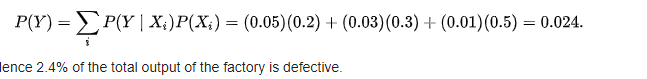 P(Y) = ∑ᵢ P(Y | Xᵢ)P(Xᵢ) = (0.05)(0.2) + (0.03)(0.3) + (0.01)(0.5) = 0.024.
lence 2.4% of the total output of the factory is defective.